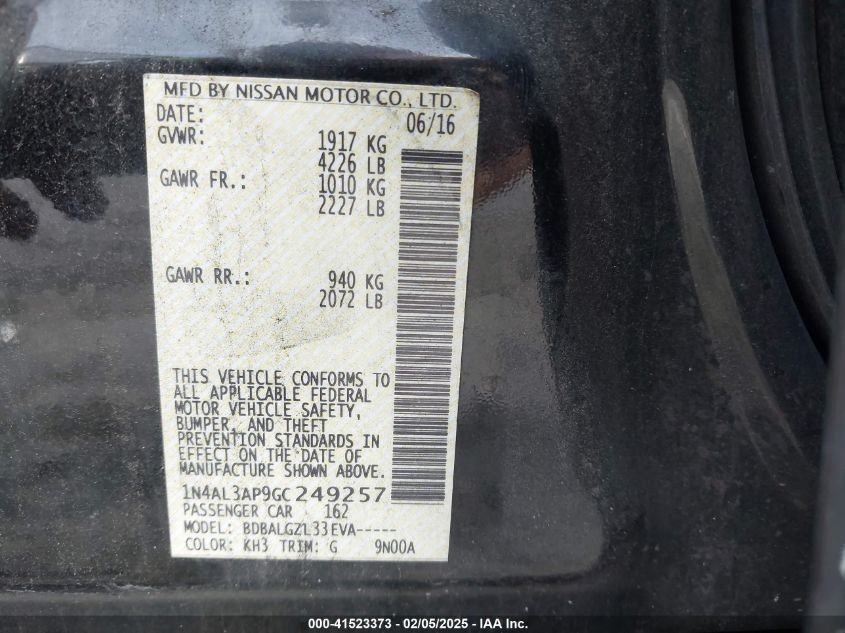 MFD BY NISSAN MOTOR CO., LTD.
DATE: 06/16
GVWR: 1917 KG
4226 LB
GAWR FR.: 1010 KG
2227 LB
GAWR RR.: 940 KG
2072 LB
THIS VEHICLE CONFORMS TO
ALL APPLICABLE FEDERAL
MOTOR VEHICLE SAFETY,
BUMPER, AND THEFT
PREVENTION STANDARDS IN
EFFECT ON THE DATE OF
MANUFACTURE SHOWN ABOVE.
1N4AL3AP9GC249257
PASSENGER CAR 162
MODEL: BDBALGZL33EVA-----
COLOR: KH3 TRIM: G 9N00A
000-41523373 - 02/05/2025 - IAA Inc.